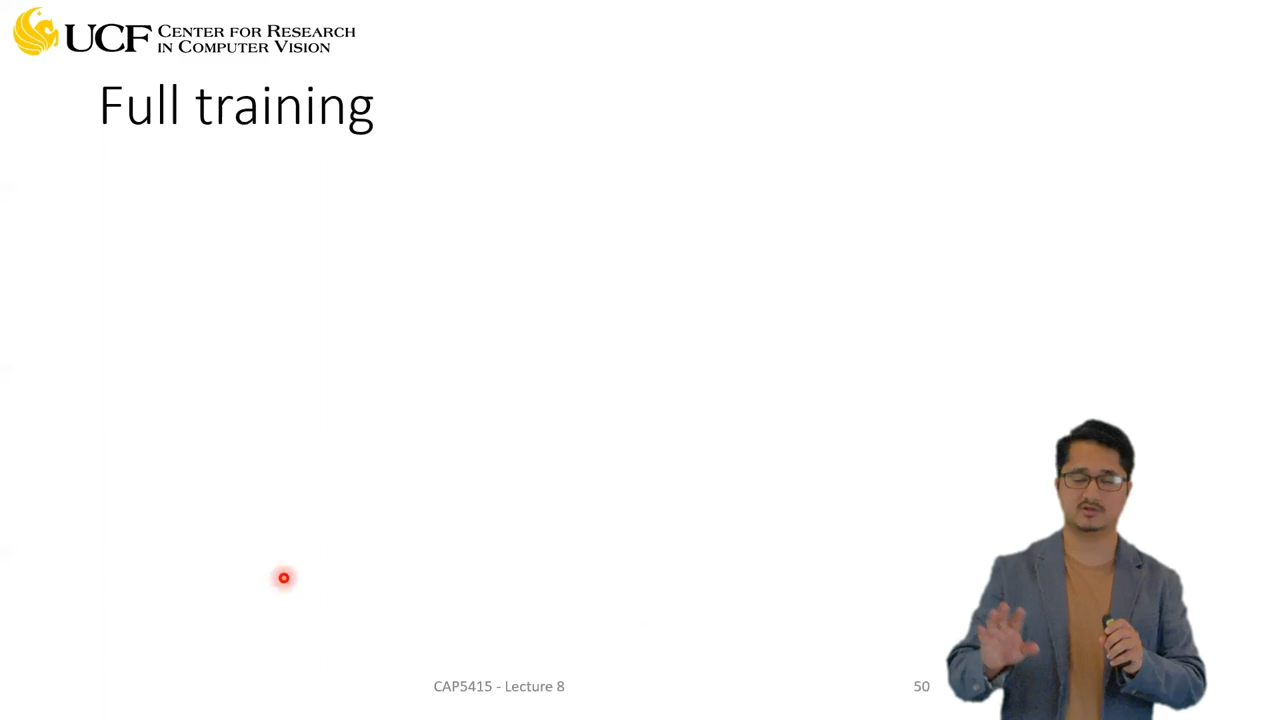 UCF CENTER FOR RESEARCH
IN COMPUTER VISION
Full training
CAP5415 - Lecture 8
50